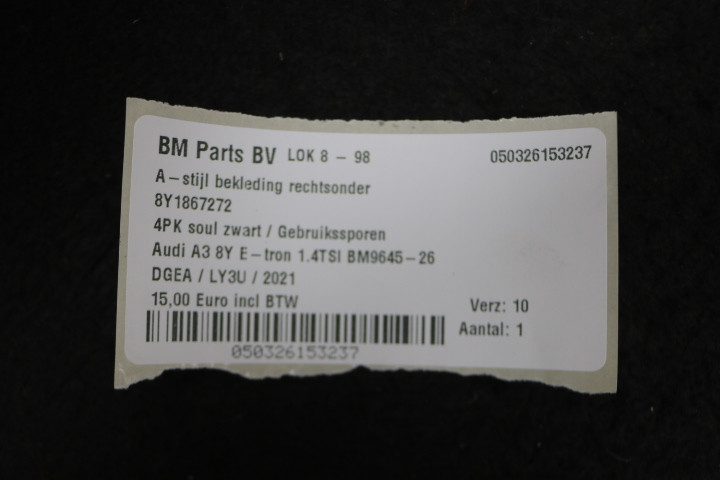 BM Parts BV LOK 8 - 98 050326153237
A-stijl bekleding rechtsonder
8Y1867272
4PK soul zwart / Gebruikssporen
Audi A3 8Y E-tron 1.4TSI BM9645-26
DGEA / LY3U / 2021
15,00 Euro incl BTW Verz: 10
Aantal: 1
050326153237